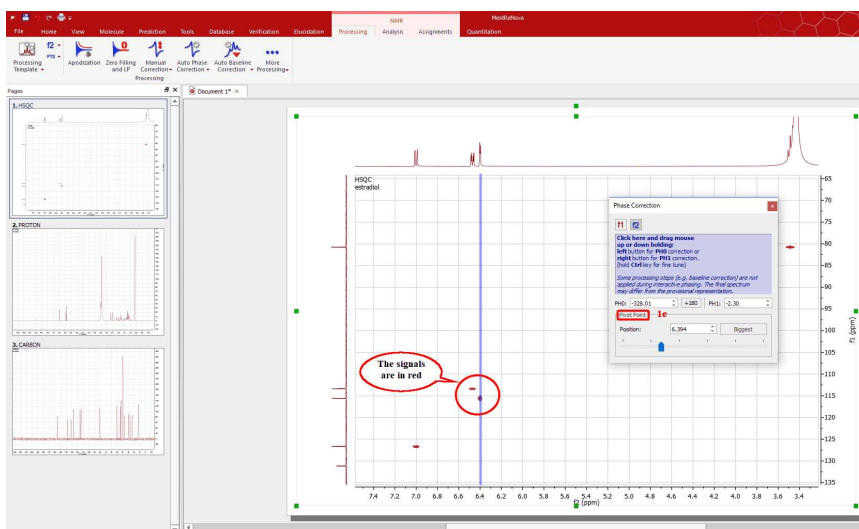 NMR
MestReNova
File Home View Molecule Prediction Tools Database Verification Elucidation Processing Analysis Assignments Quantitation
Processing Template
f2
FT2
Apodization
Zero Filling and LP
Manual Correction
Auto Phase Correction
Auto Baseline Correction
More Processing
Processing
Pages
Document 1*
1. HSQC
2. PROTON
3. CARBON
HSQC
estradiol
Phase Correction
f1 f2
Click here and drag mouse
up or down holding:
left button for PH0 correction or
right button for PH1 correction.
(hold Ctrl key for fine tune)
Some processing steps (e.g. baseline correction) are not
applied during interactive phasing. The final spectrum
may differ from the provisional representation.
PH0: -328.01 +180 PH1: -2.30
Pivot Point 1e
Position: 6.394 Biggest
The signals
are in red
65
70
75
80
85
90
95
100
105
110
115
120
125
130
135
f1 (ppm)
7.4 7.2 7.0 6.8 6.6 6.4 6.2 6.0 5.8 5.6 5.4 5.2 5.0 4.8 4.6 4.4 4.2 4.0 3.8 3.6 3.4
f2 (ppm)